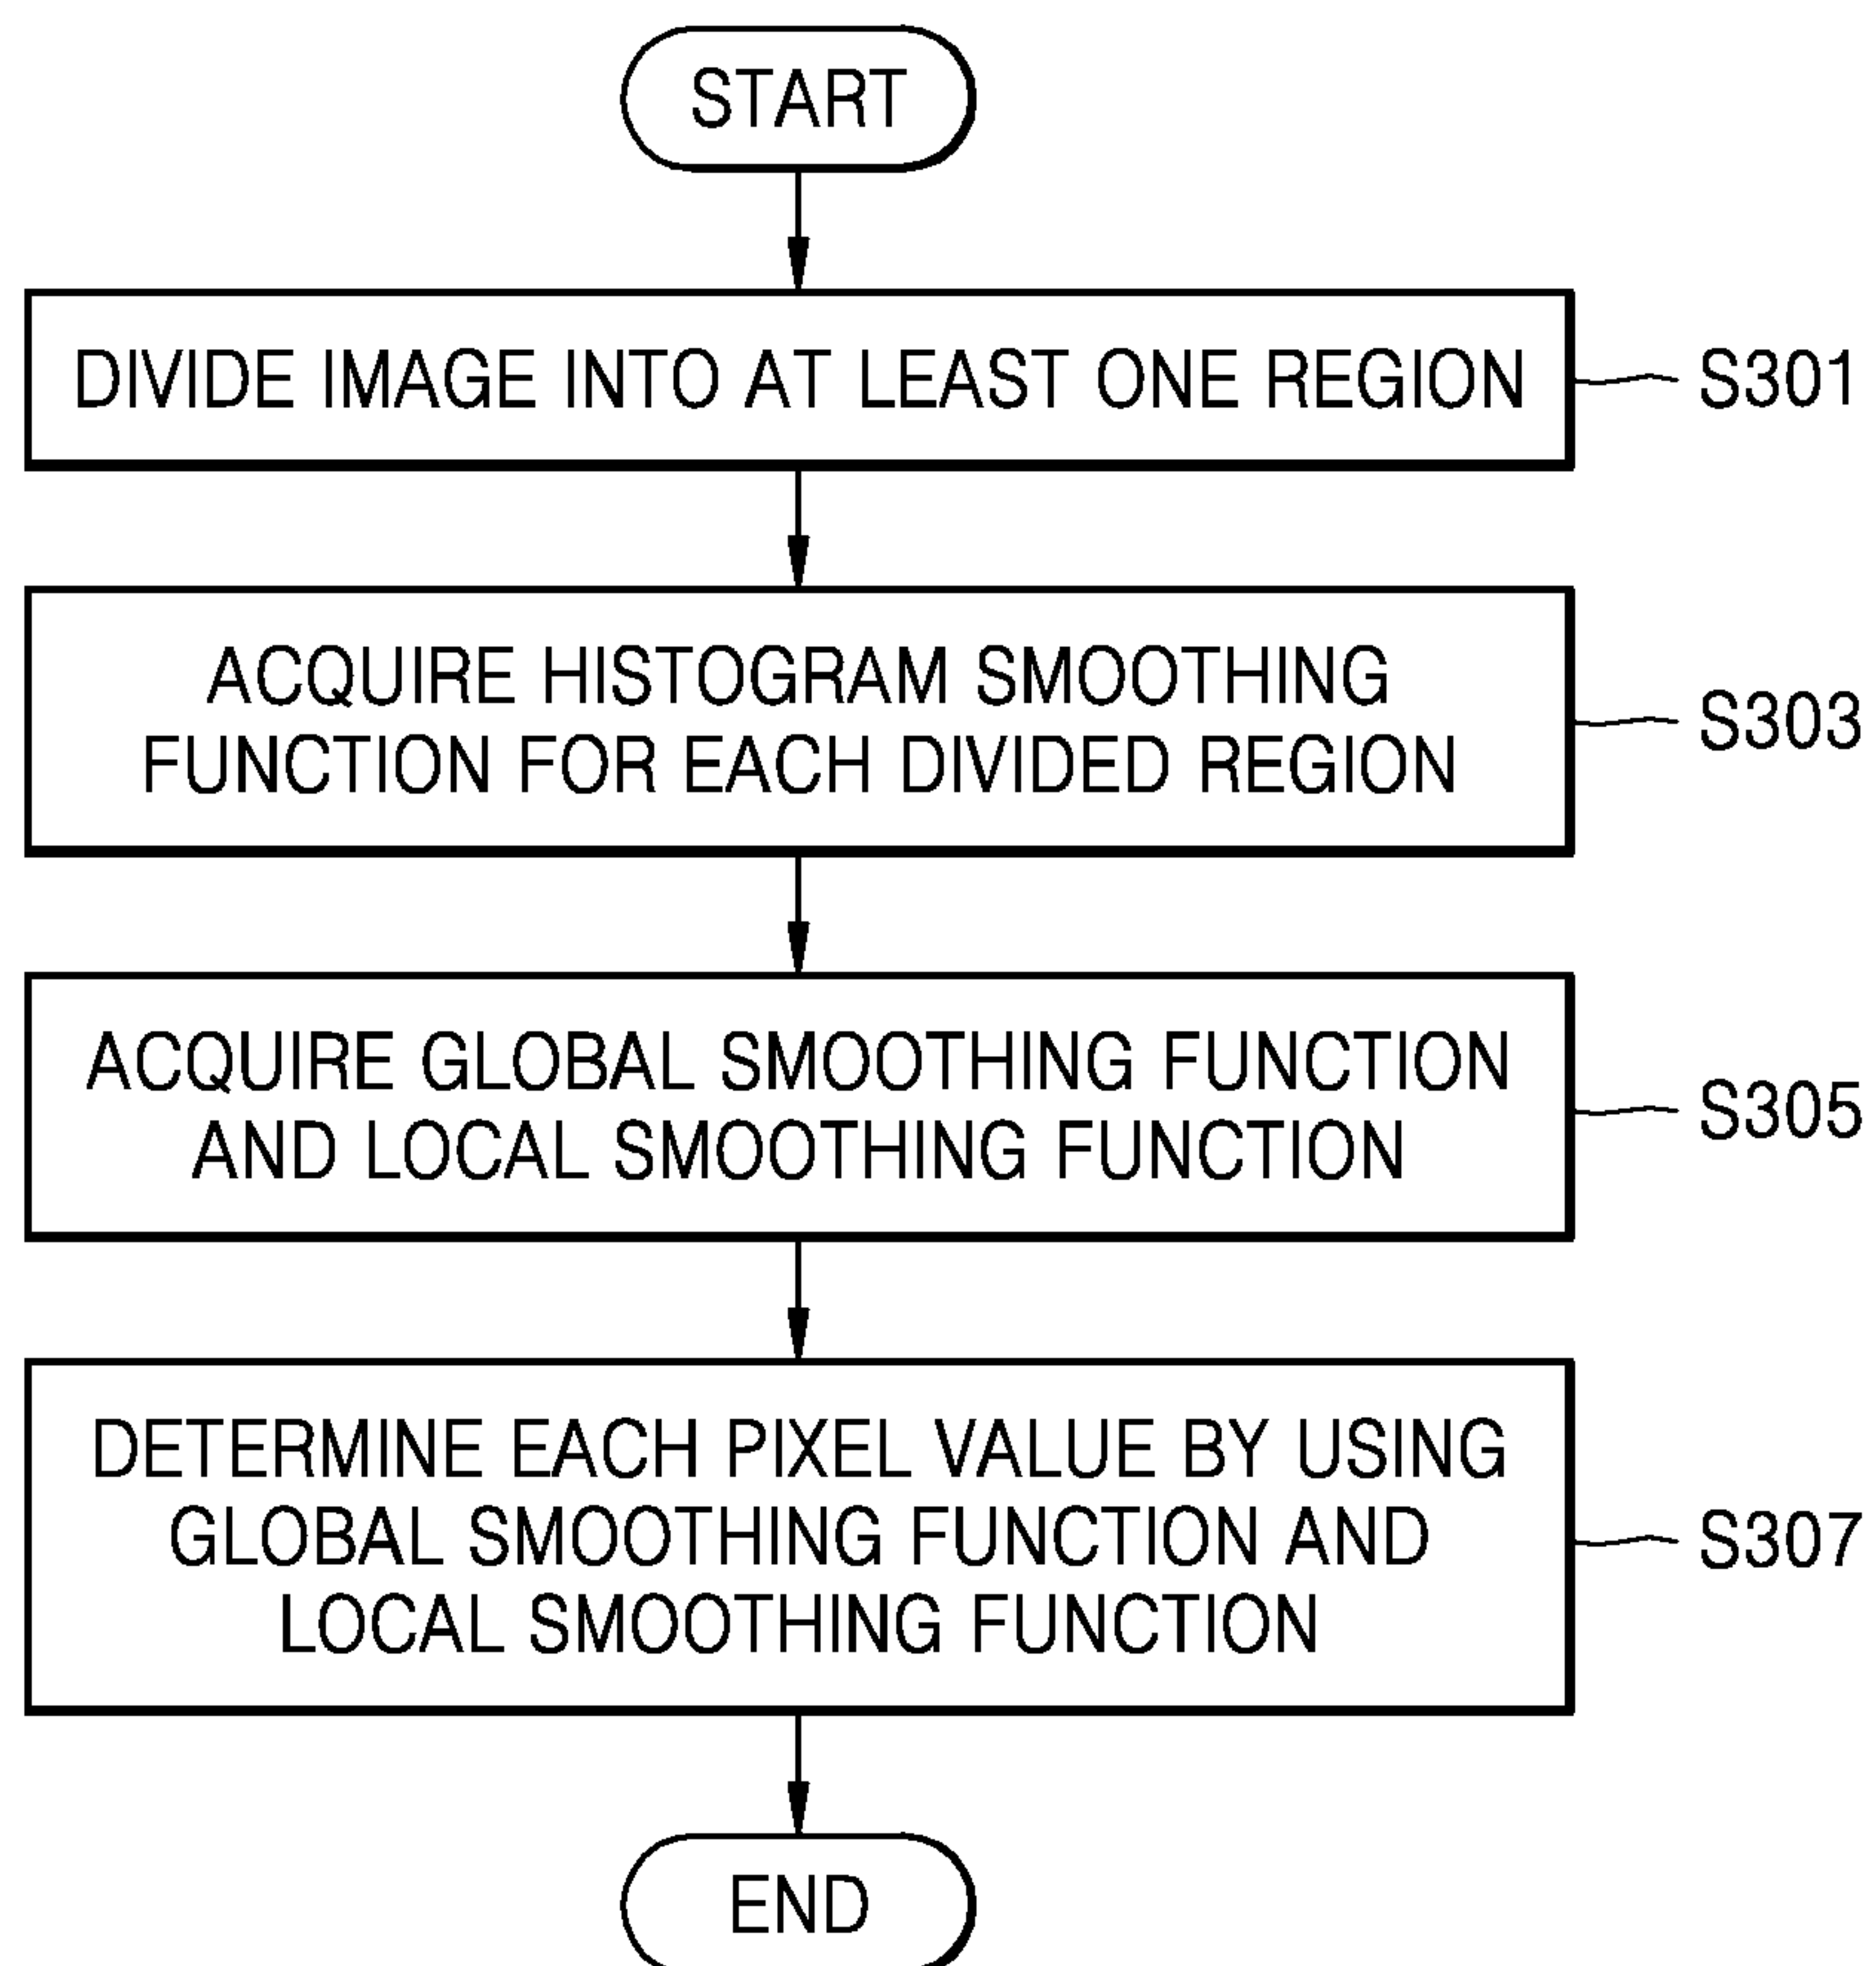 START
DIVIDE IMAGE INTO AT LEAST ONE REGION
S301
ACQUIRE HISTOGRAM SMOOTHING
FUNCTION FOR EACH DIVIDED REGION
S303
ACQUIRE GLOBAL SMOOTHING FUNCTION
AND LOCAL SMOOTHING FUNCTION
S305
DETERMINE EACH PIXEL VALUE BY USING
GLOBAL SMOOTHING FUNCTION AND
LOCAL SMOOTHING FUNCTION
S307
END